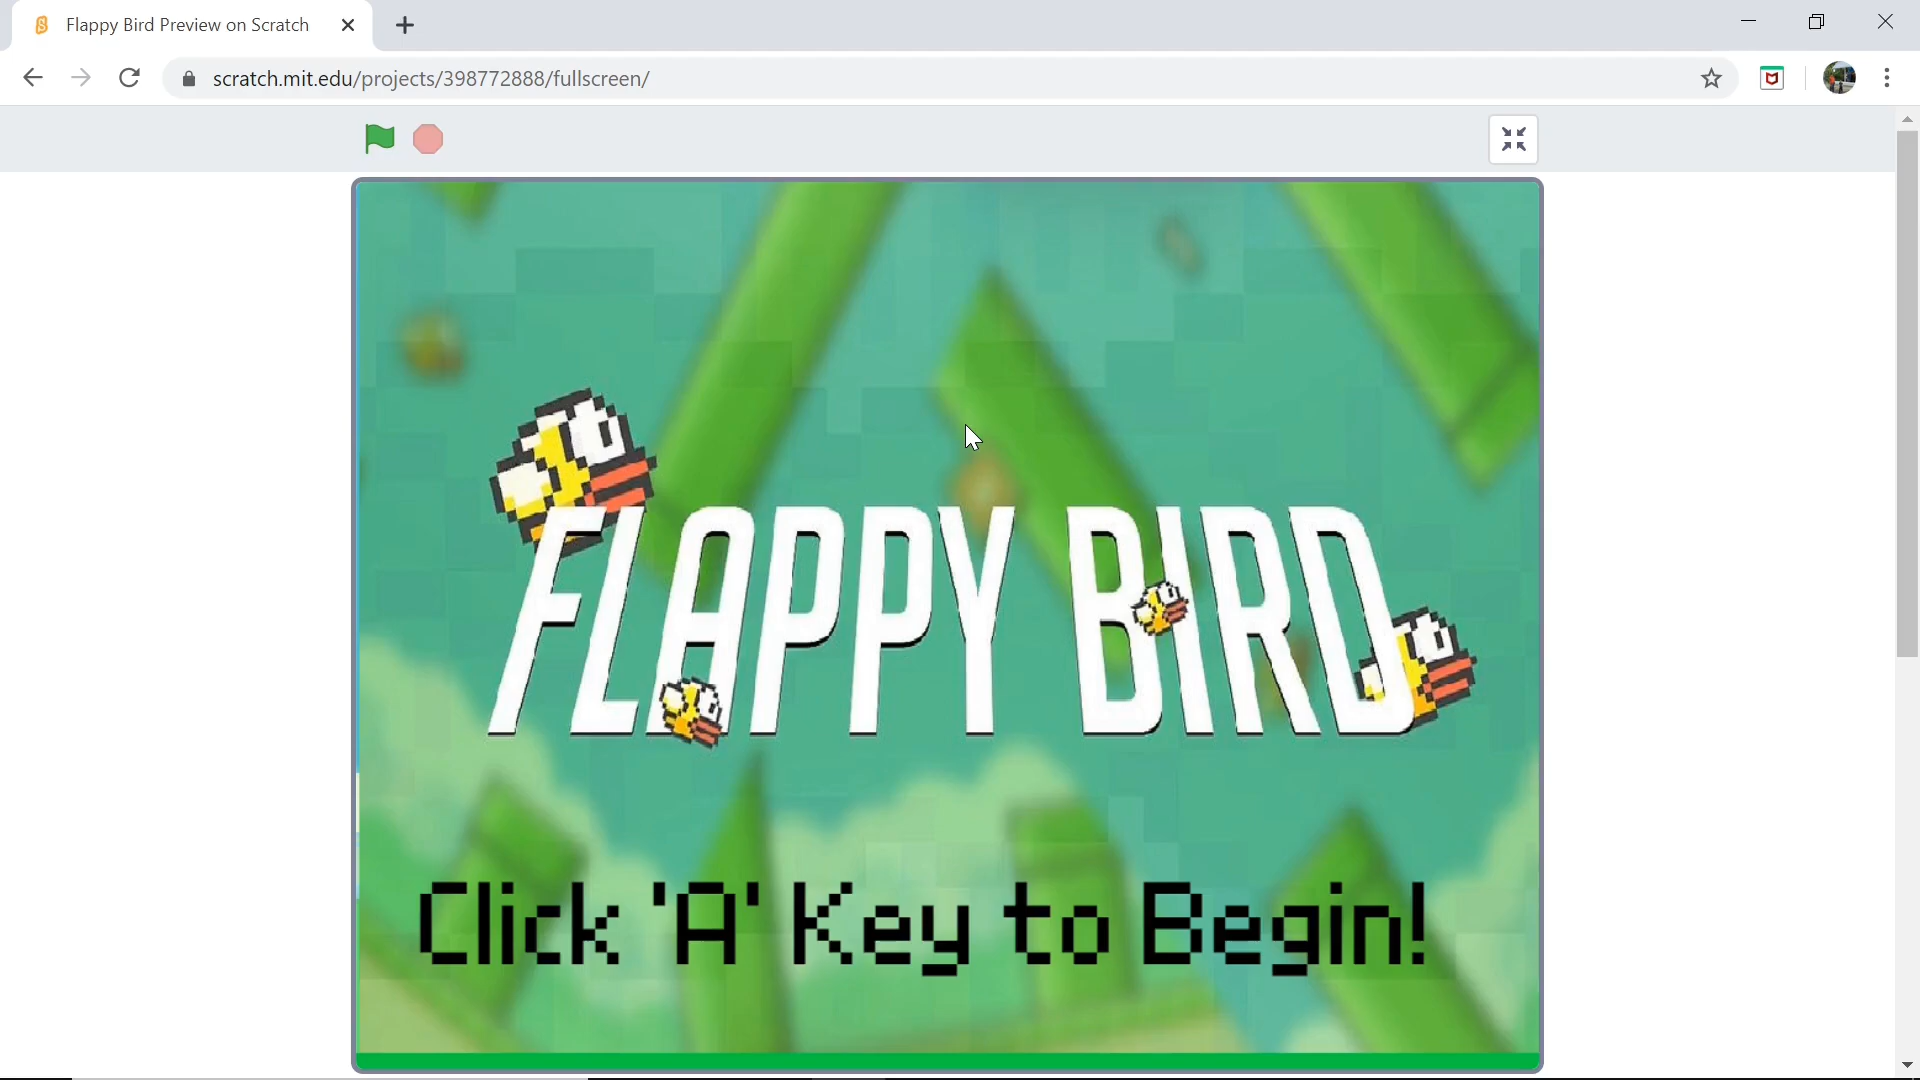 Flappy Bird Preview on Scratch
scratch.mit.edu/projects/398772888/fullscreen/
FLAPPY BIRD
Click 'A' Key to Begin!